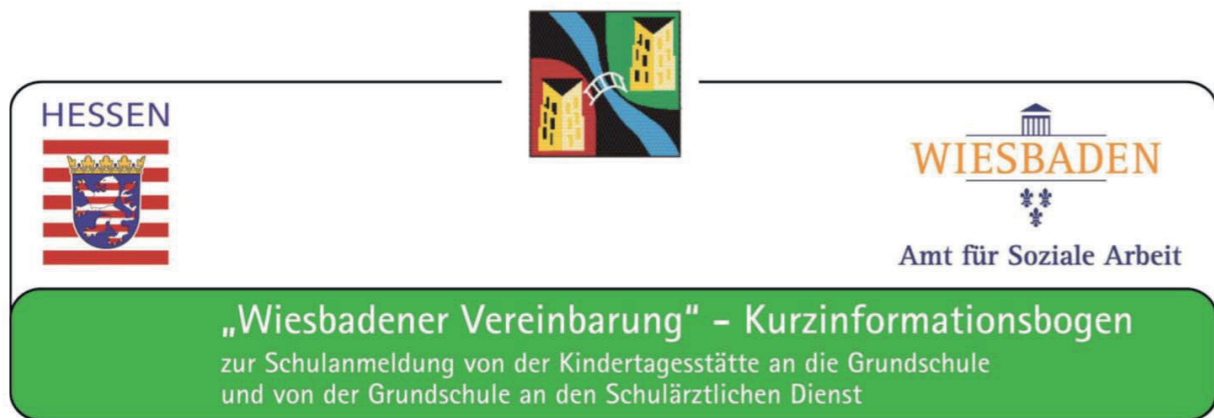 HESSEN
WIESBADEN
Amt für Soziale Arbeit
„Wiesbadener Vereinbarung“ – Kurzinformationsbogen
zur Schulanmeldung von der Kindertagesstätte an die Grundschule
und von der Grundschule an den Schulärztlichen Dienst